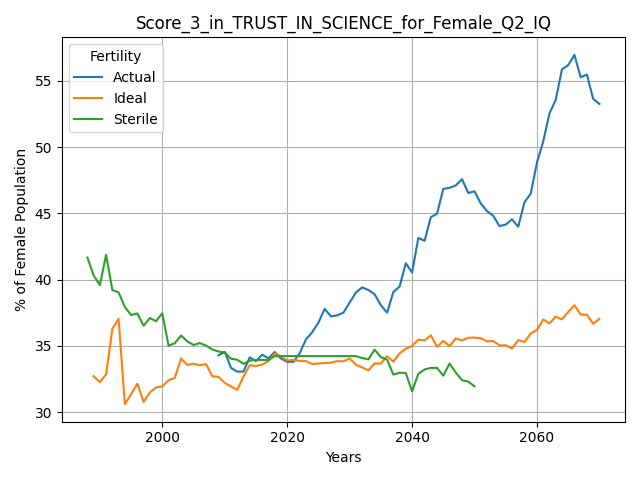 Score_3_in_TRUST_IN_SCIENCE_for_Female_Q2_IQ
Fertility
Actual
Ideal
Sterile
% of Female Population
55
50
45
40
35
30
2000
2020
2040
2060
Years